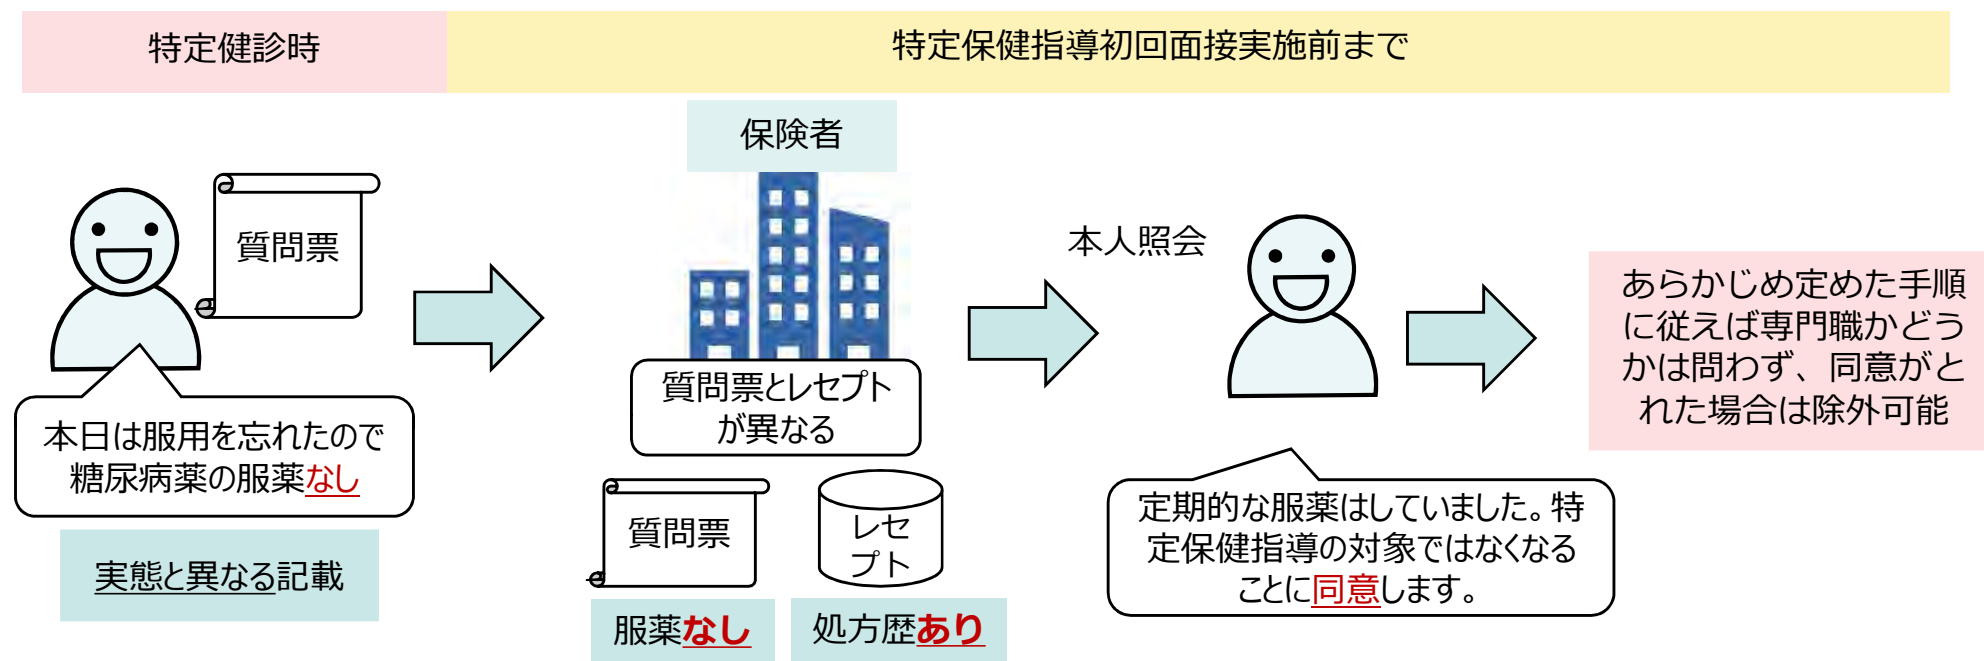 特定健診時
特定保健指導初回面接実施前まで
質問票
本日は服用を忘れたので
糖尿病薬の服薬なし
実態と異なる記載
保険者
質問票とレセプト
が異なる
質問票
服薬なし
レセ
プト
処方歴あり
本人照会
定期的な服薬はしていました。特
定保健指導の対象ではなくなる
ことに同意します。
あらかじめ定めた手順
に従えば専門職かどう
かは問わず、同意がと
れた場合は除外可能